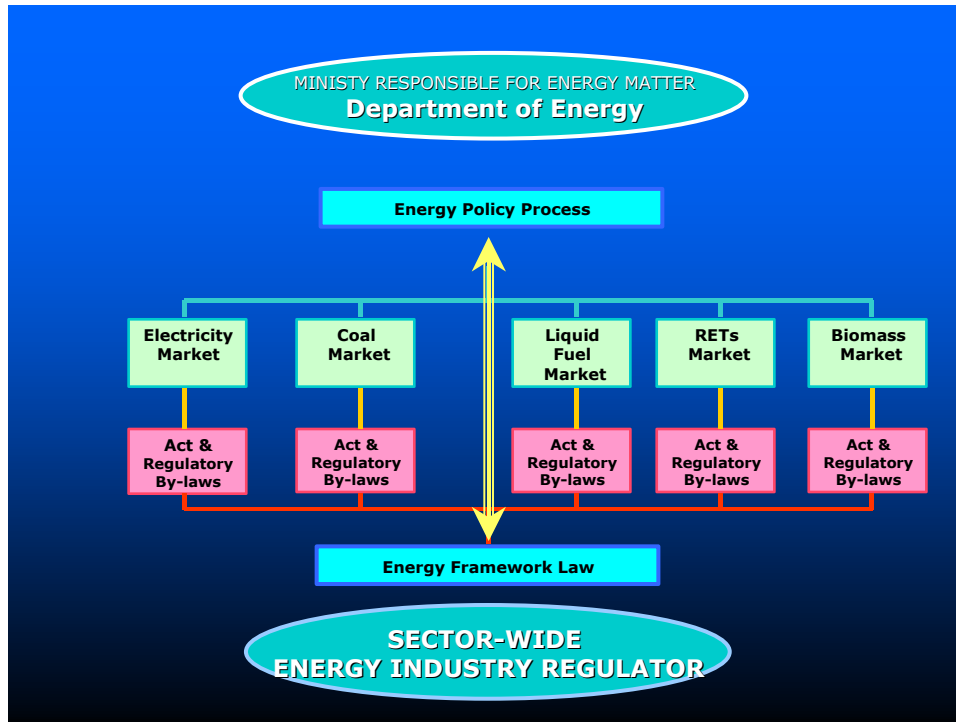 MINISTY RESPONSIBLE FOR ENERGY MATTER
Department of Energy
Energy Policy Process
Electricity
Market
Coal
Market
Liquid
Fuel
Market
RETs
Market
Biomass
Market
Act &
Regulatory
By-laws
Act &
Regulatory
By-laws
Act &
Regulatory
By-laws
Act &
Regulatory
By-laws
Act &
Regulatory
By-laws
Energy Framework Law
SECTOR-WIDE
ENERGY INDUSTRY REGULATOR